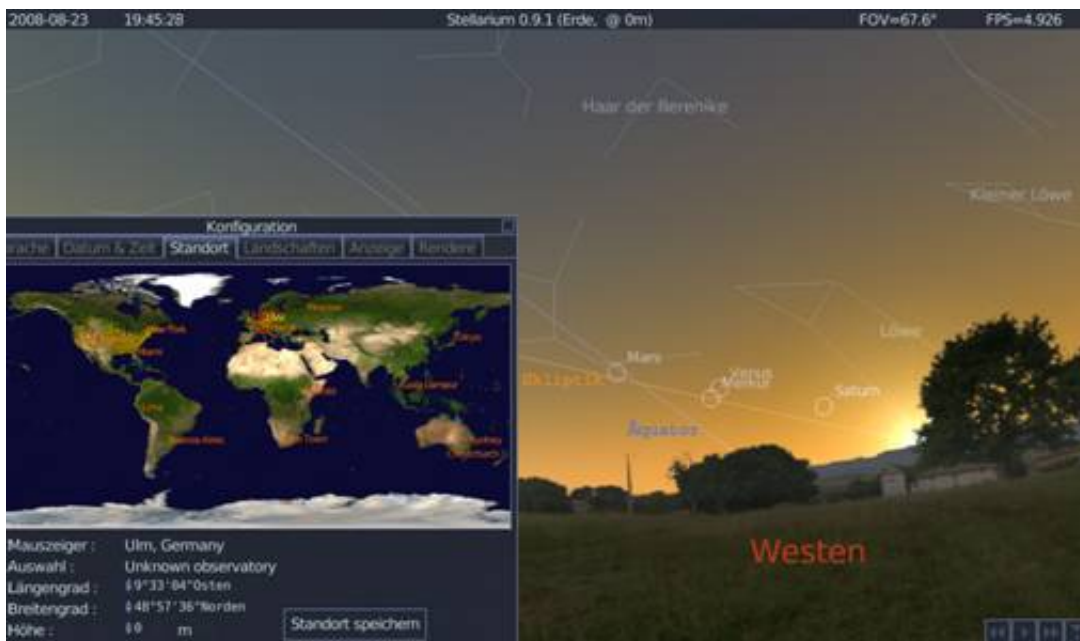 2008-08-23 19:45:28 Stellarium 0.9.1 (Erde, @ 0m) FOV=67.6° FPS=4.926
Haar der Berenike
Kleiner Löwe
Konfiguration
Datum & Zeit Standort Landschaften Anzeige Rendere
Löwe
Mars
Venus
Ekliptik
Merkur
Saturn
Äquator
Westen
Mauszeiger : Ulm, Germany
Auswahl : Unknown observatory
Längengrad : 9°33'04"Osten
Breitengrad : 48°57'36"Norden
Höhe : 0 m
Standort speichern